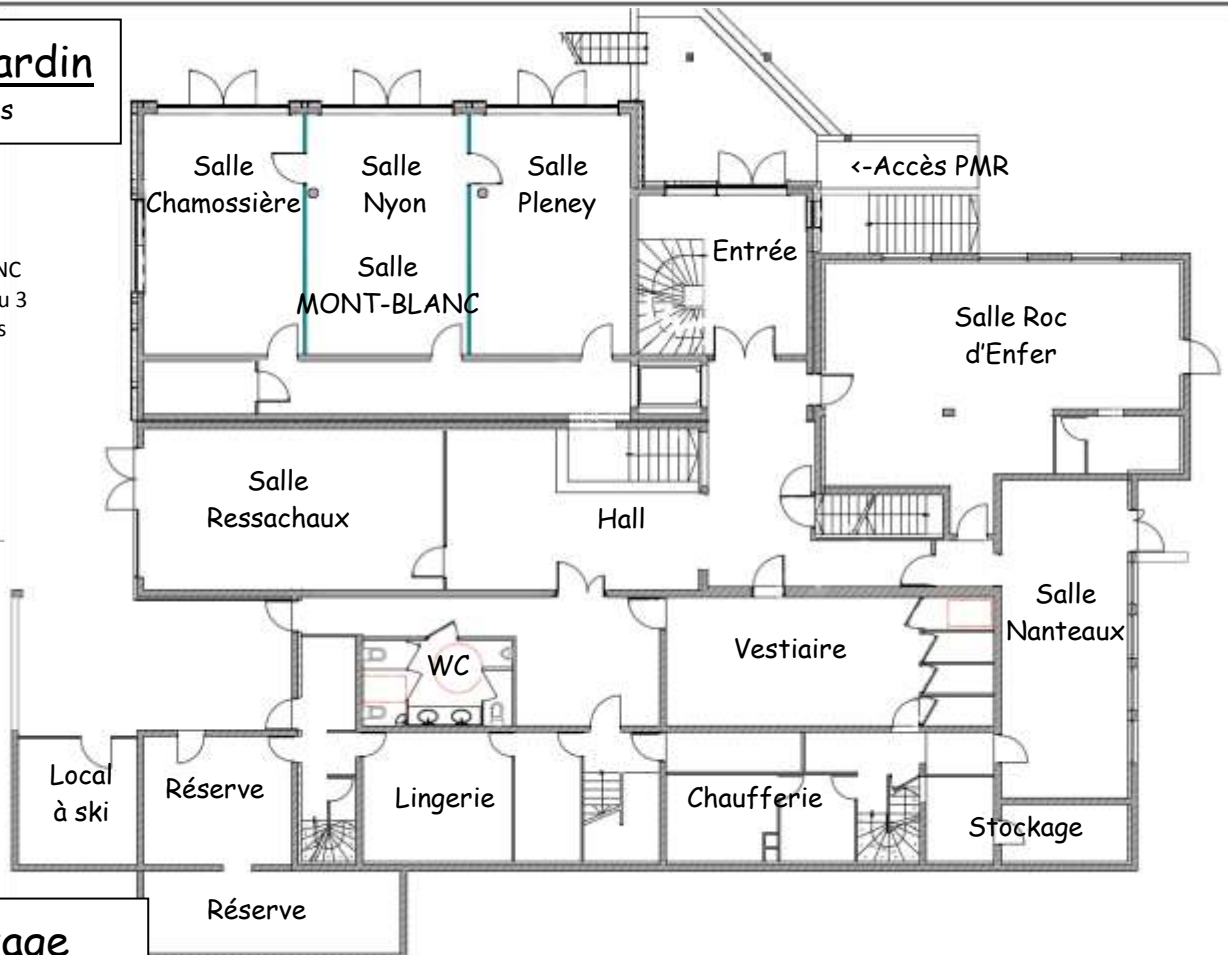 ardin
s
NC
u 3
s
Salle
Chamossière
Salle
Nyon
Salle
Pleney
Salle
MONT-BLANC
<-Accès PMR
Entrée
Salle Roc
d'Enfer
Salle
Ressachaux
Hall
Salle
Nanteaux
Vestiaire
WC
Local
à ski
Réserve
Lingerie
Chaufferie
Stockage
Réserve
age